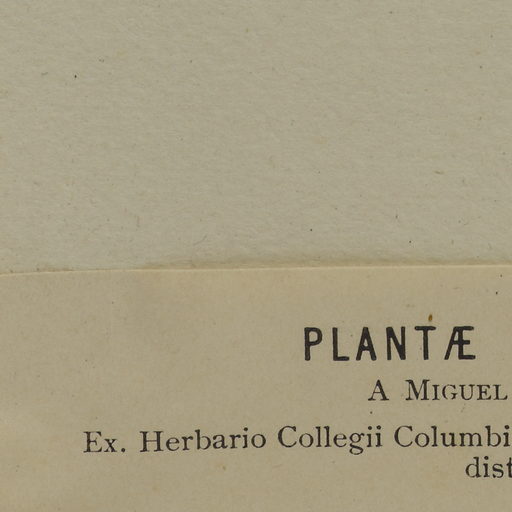 PLANTÆ
A MIGUEL
Ex. Herbario Collegii Columbi
dist